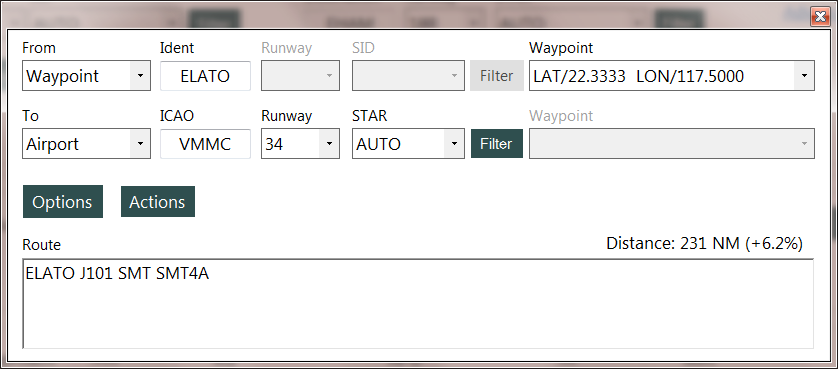 From Ident Runway SID Waypoint
Waypoint ELATO Filter LAT/22.3333 LON/117.5000
To ICAO Runway STAR Waypoint
Airport VMMC 34 AUTO Filter
Options Actions
Route Distance: 231 NM (+6.2%)
ELATO J101 SMT SMT4A